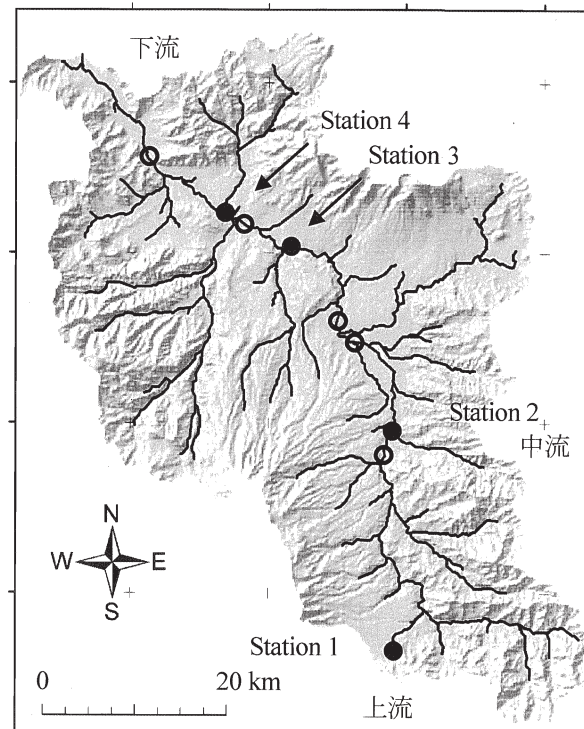 下流
Station 4
Station 3
Station 2
中流
N
W E
S
Station 1
0 20 km
上流